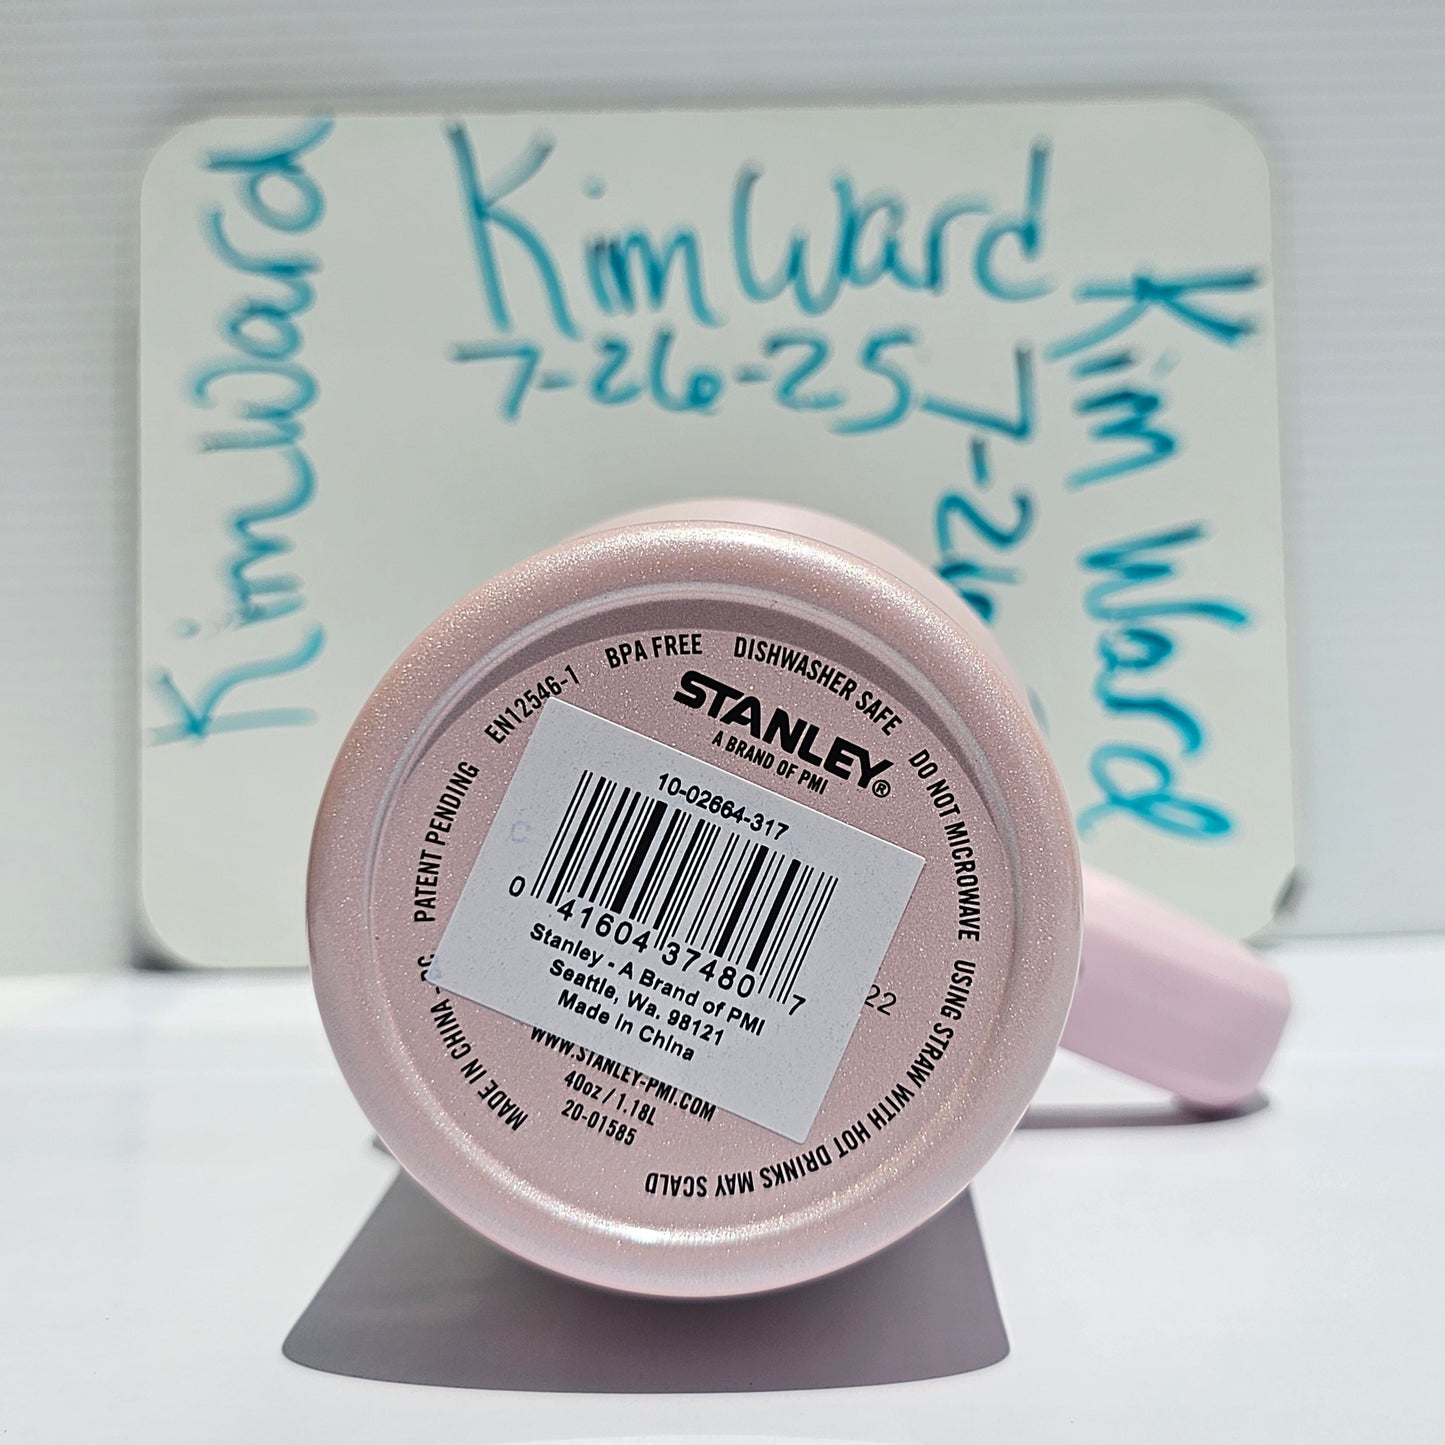 Kim Ward
Kim Ward
7-26-25
Kim Ward
7-26
EN12546-1
BPA FREE
DISHWASHER SAFE
DO NOT MICROWAVE
USING STRAW WITH HOT DRINKS MAY SCALD
MADE IN CHINA
PATENT PENDING
STANLEY®
A BRAND OF PMI
10-02664-317
0 41604 37480 7
Stanley - A Brand of PMI
Seattle, Wa. 98121
Made In China
22
WWW.STANLEY-PMI.COM
40oz / 1.18L
20-01585